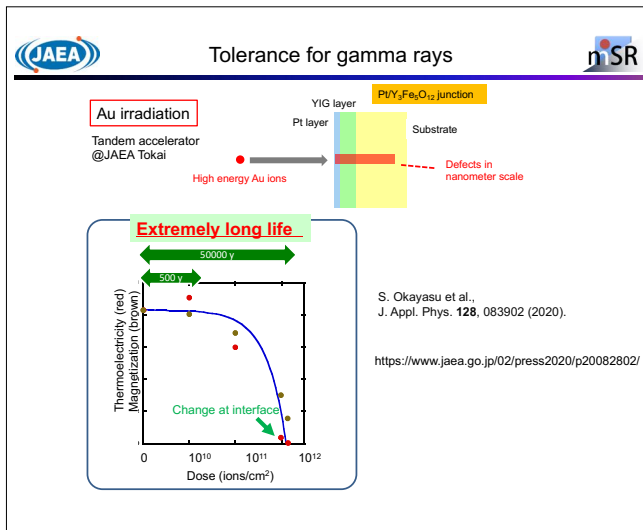 JAEA
Tolerance for gamma rays
mSR
Au irradiation
Tandem accelerator
@JAEA Tokai
Pt/Y₃Fe₅O₁₂ junction
YIG layer
Pt layer
Substrate
High energy Au ions
Defects in
nanometer scale
Extremely long life
50000 y
500 y
Thermoelectricity (red)
Magnetization (brown)
Change at interface
0 10¹⁰ 10¹¹ 10¹²
Dose (ions/cm²)
S. Okayasu et al.,
J. Appl. Phys. 128, 083902 (2020).
https://www.jaea.go.jp/02/press2020/p20082802/